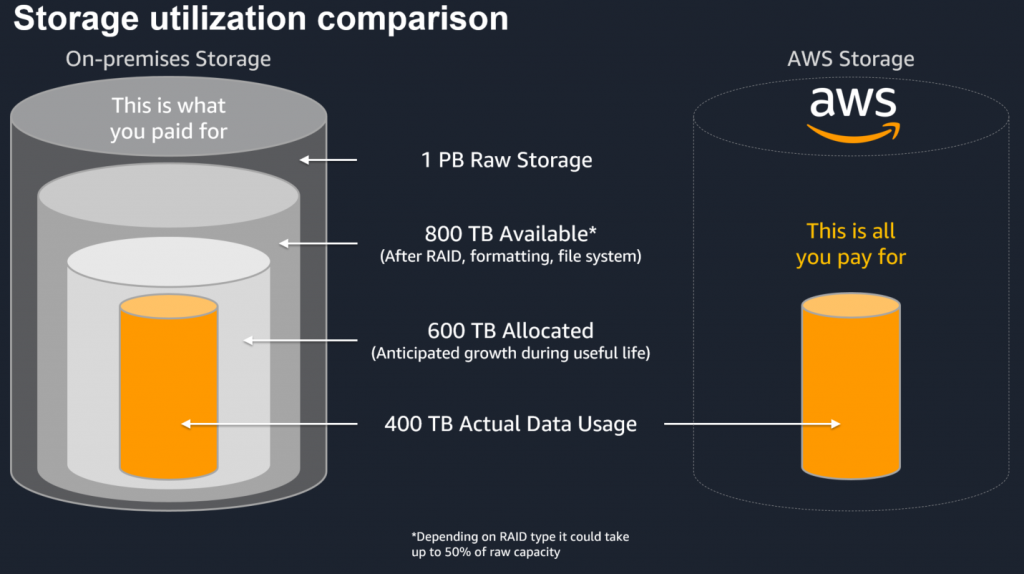 Storage utilization comparison
On-premises Storage
AWS Storage
This is what
you paid for
aws
1 PB Raw Storage
800 TB Available*
(After RAID, formatting, file system)
This is all
you pay for
600 TB Allocated
(Anticipated growth during useful life)
400 TB Actual Data Usage
*Depending on RAID type it could take
up to 50% of raw capacity